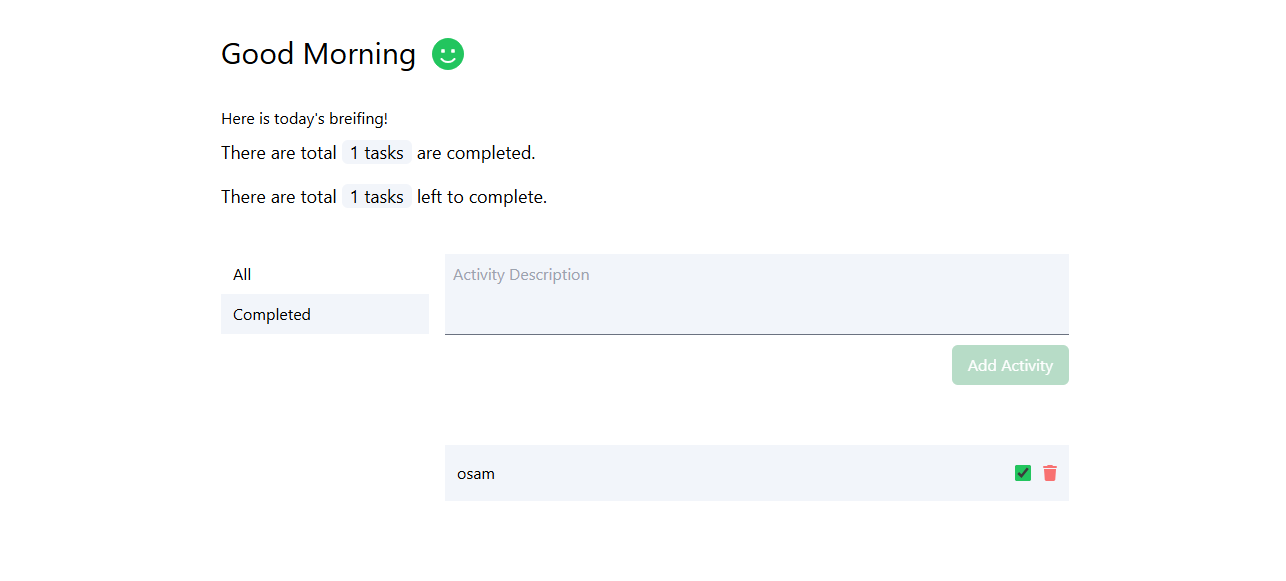 Good Morning
Here is today's breifing!
There are total 1 tasks are completed.
There are total 1 tasks left to complete.
All
Completed
Activity Description
Add Activity
osam